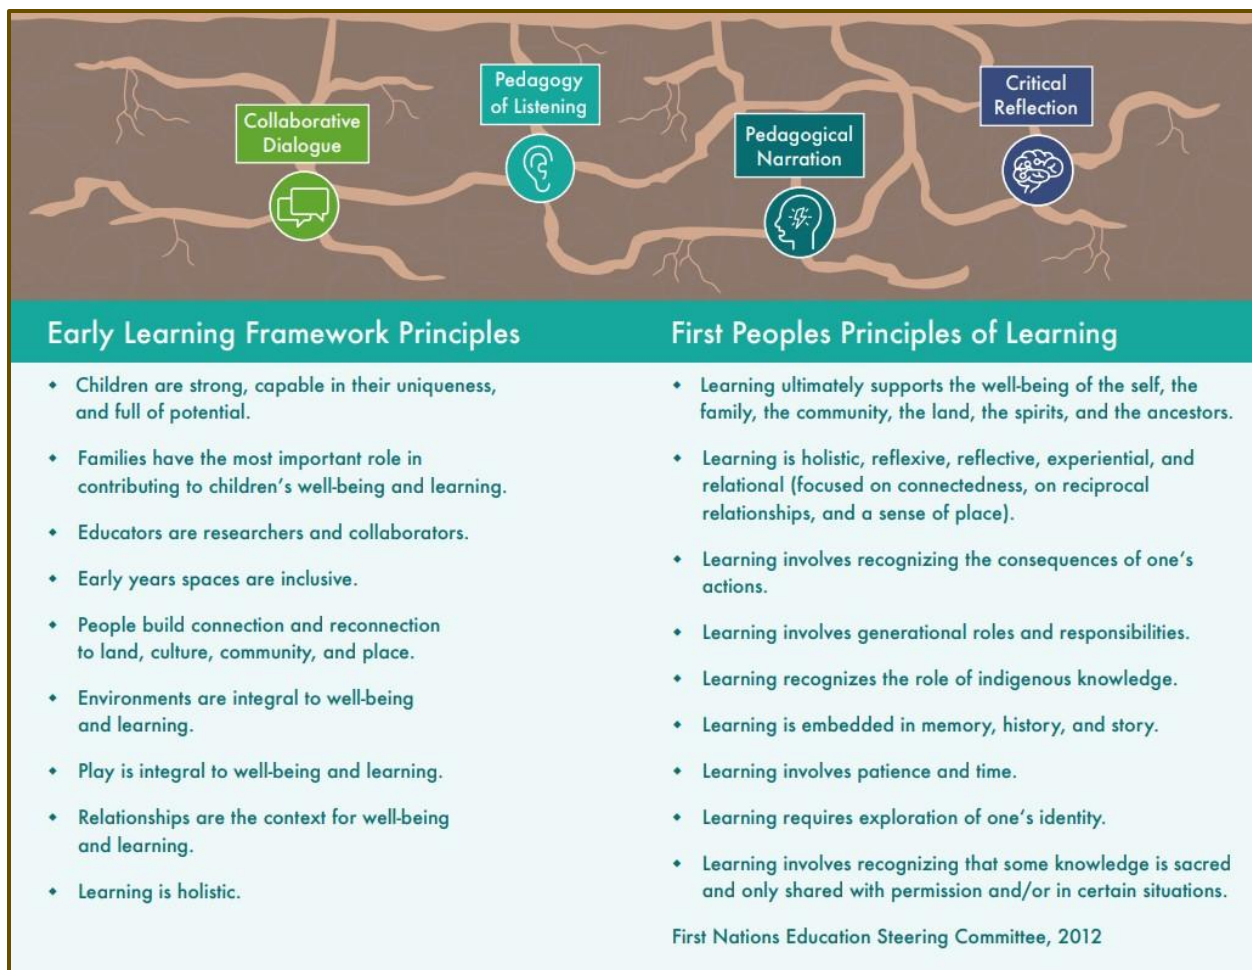 Collaborative
Dialogue
Pedagogy
of Listening
Pedagogical
Narration
Critical
Reflection
Early Learning Framework Principles
• Children are strong, capable in their uniqueness,
and full of potential.
• Families have the most important role in
contributing to children's well-being and learning.
• Educators are researchers and collaborators.
• Early years spaces are inclusive.
• People build connection and reconnection
to land, culture, community, and place.
• Environments are integral to well-being
and learning.
• Play is integral to well-being and learning.
• Relationships are the context for well-being
and learning.
• Learning is holistic.
First Peoples Principles of Learning
• Learning ultimately supports the well-being of the self, the
family, the community, the land, the spirits, and the ancestors.
• Learning is holistic, reflexive, reflective, experiential, and
relational (focused on connectedness, on reciprocal
relationships, and a sense of place).
• Learning involves recognizing the consequences of one's
actions.
• Learning involves generational roles and responsibilities.
• Learning recognizes the role of indigenous knowledge.
• Learning is embedded in memory, history, and story.
• Learning involves patience and time.
• Learning requires exploration of one's identity.
• Learning involves recognizing that some knowledge is sacred
and only shared with permission and/or in certain situations.
First Nations Education Steering Committee, 2012